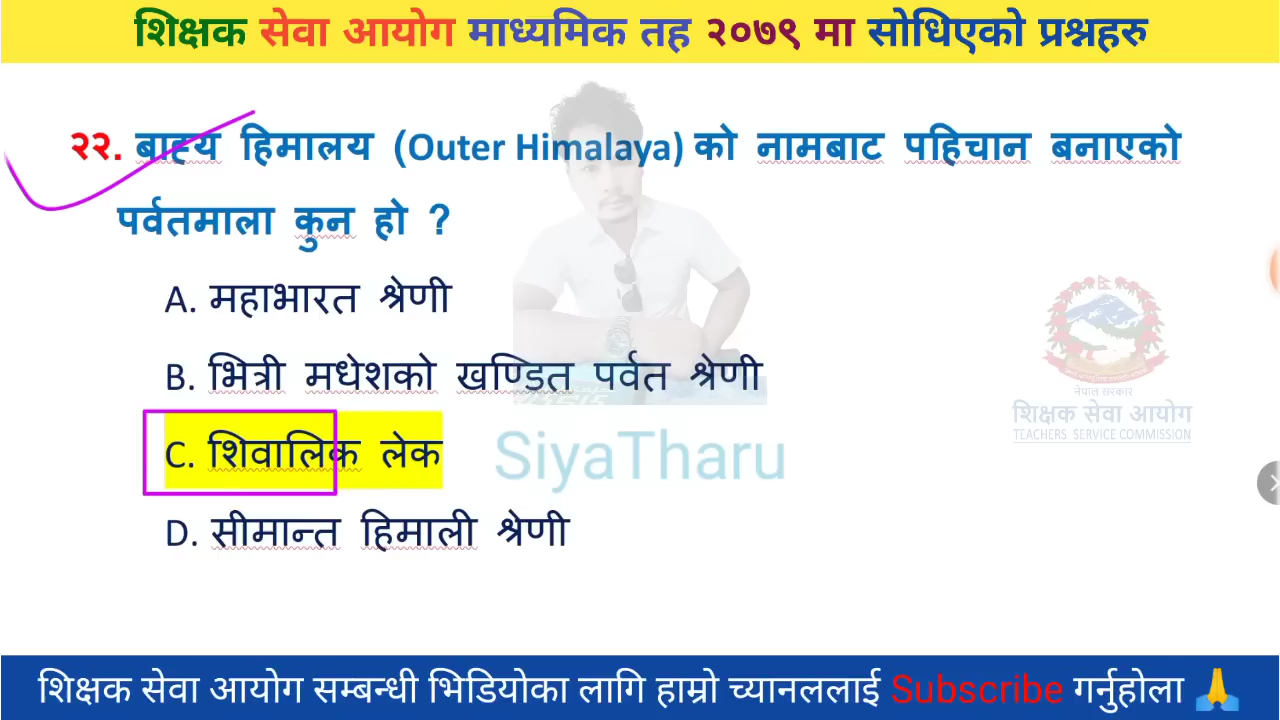 शिक्षक सेवा आयोग माध्यमिक तह २०७९ मा सोधिएको प्रश्नहरु
२२. बाह्य हिमालय (Outer Himalaya) को नामबाट पहिचान बनाएको
पर्वतमाला कुन हो ?
A. महाभारत श्रेणी
B. भित्री मधेशको खण्डित पर्वत श्रेणी
C. शिवालिक लेक
D. सीमान्त हिमाली श्रेणी
SiyaTharu
नेपाल सरकार
शिक्षक सेवा आयोग
TEACHERS SERVICE COMMISSION
शिक्षक सेवा आयोग सम्बन्धी भिडियोका लागि हाम्रो च्यानललाई Subscribe गर्नुहोला 🙏